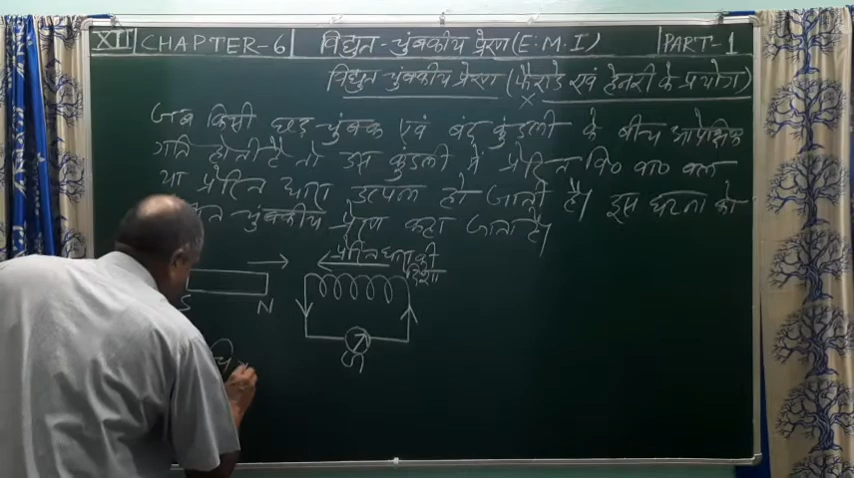 XII CHAPTER-6 विद्युत-चुंबकीय प्रेरण (E.M.I) PART-1
विद्युत चुंबकीय प्रेरण (फैराडे एवं हेनरी के प्रयोग)
जब किसी छड़ चुंबक एवं बंद कुंडली के बीच आपेक्षिक
गति होती है तो उस कुंडली में प्रेरित वि० वा० बल
या प्रेरित धारा उत्पन्न हो जाती है। इस घटना को
चुंबकीय प्रेरण कहा जाता है।
प्रेरित धारा की
दिशा
S N
G